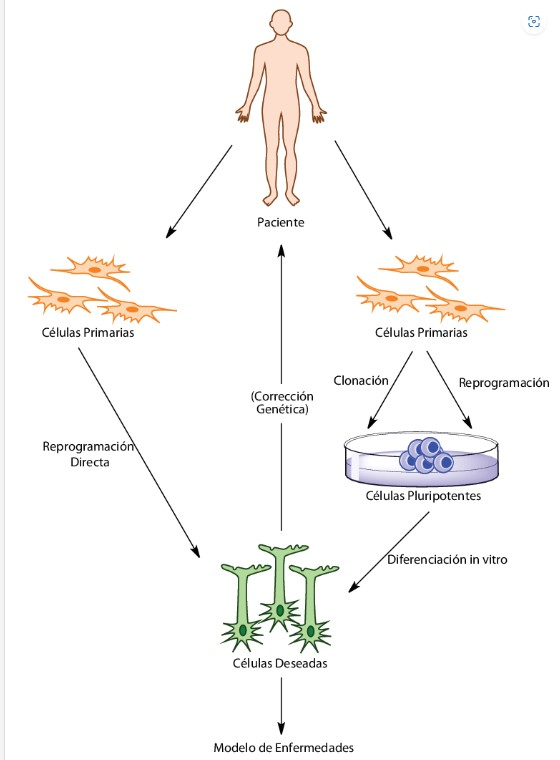 Paciente
Células Primarias
Células Primarias
Clonación
Reprogramación
(Corrección
Genética)
Reprogramación
Directa
Células Pluripotentes
Diferenciación in vitro
Células Deseadas
Modelo de Enfermedades